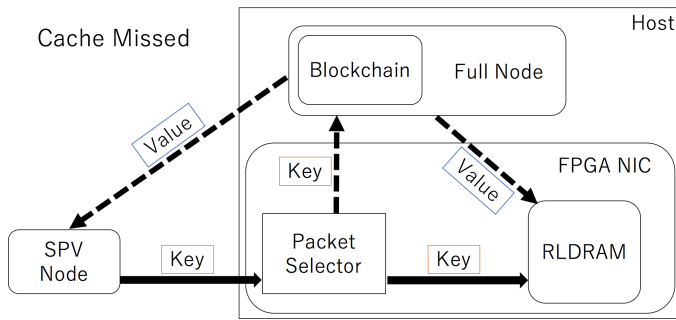 Host
Cache Missed
Blockchain
Full Node
Value
Key
Value
FPGA NIC
SPV
Node
Key
Packet
Selector
Key
RLDRAM